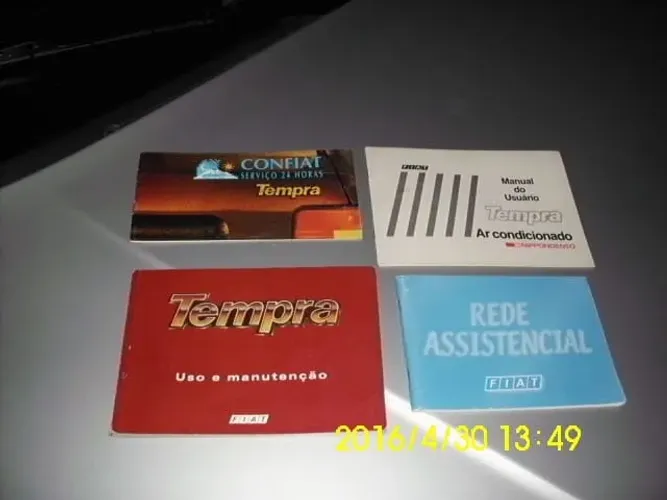 CONFIAT
SERVIÇO 24 HORAS
Tempra
FIAT
Manual
do
Usuário
Tempra
Ar condicionado
NIPPONDENSO
Tempra
Uso e manutenção
FIAT
REDE
ASSISTENCIAL
FIAT
2016/4/30 13:49